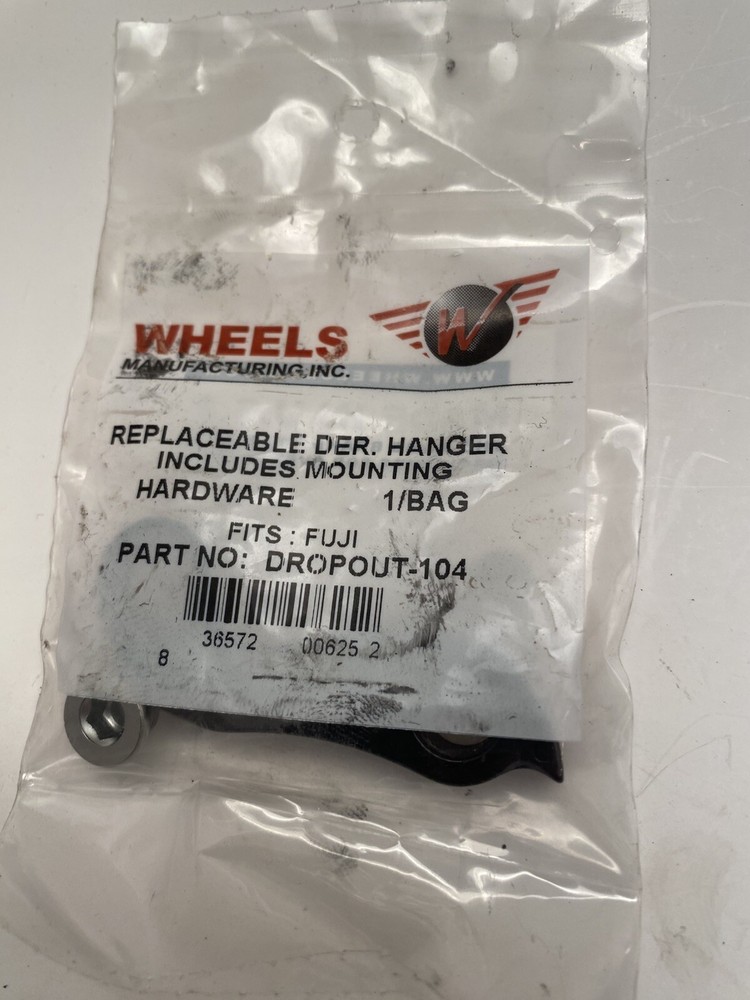 WHEELS
MANUFACTURING INC.
W
REPLACEABLE DER. HANGER
INCLUDES MOUNTING
HARDWARE 1/BAG
FITS : FUJI
PART NO: DROPOUT-104
8 36572 00625 2